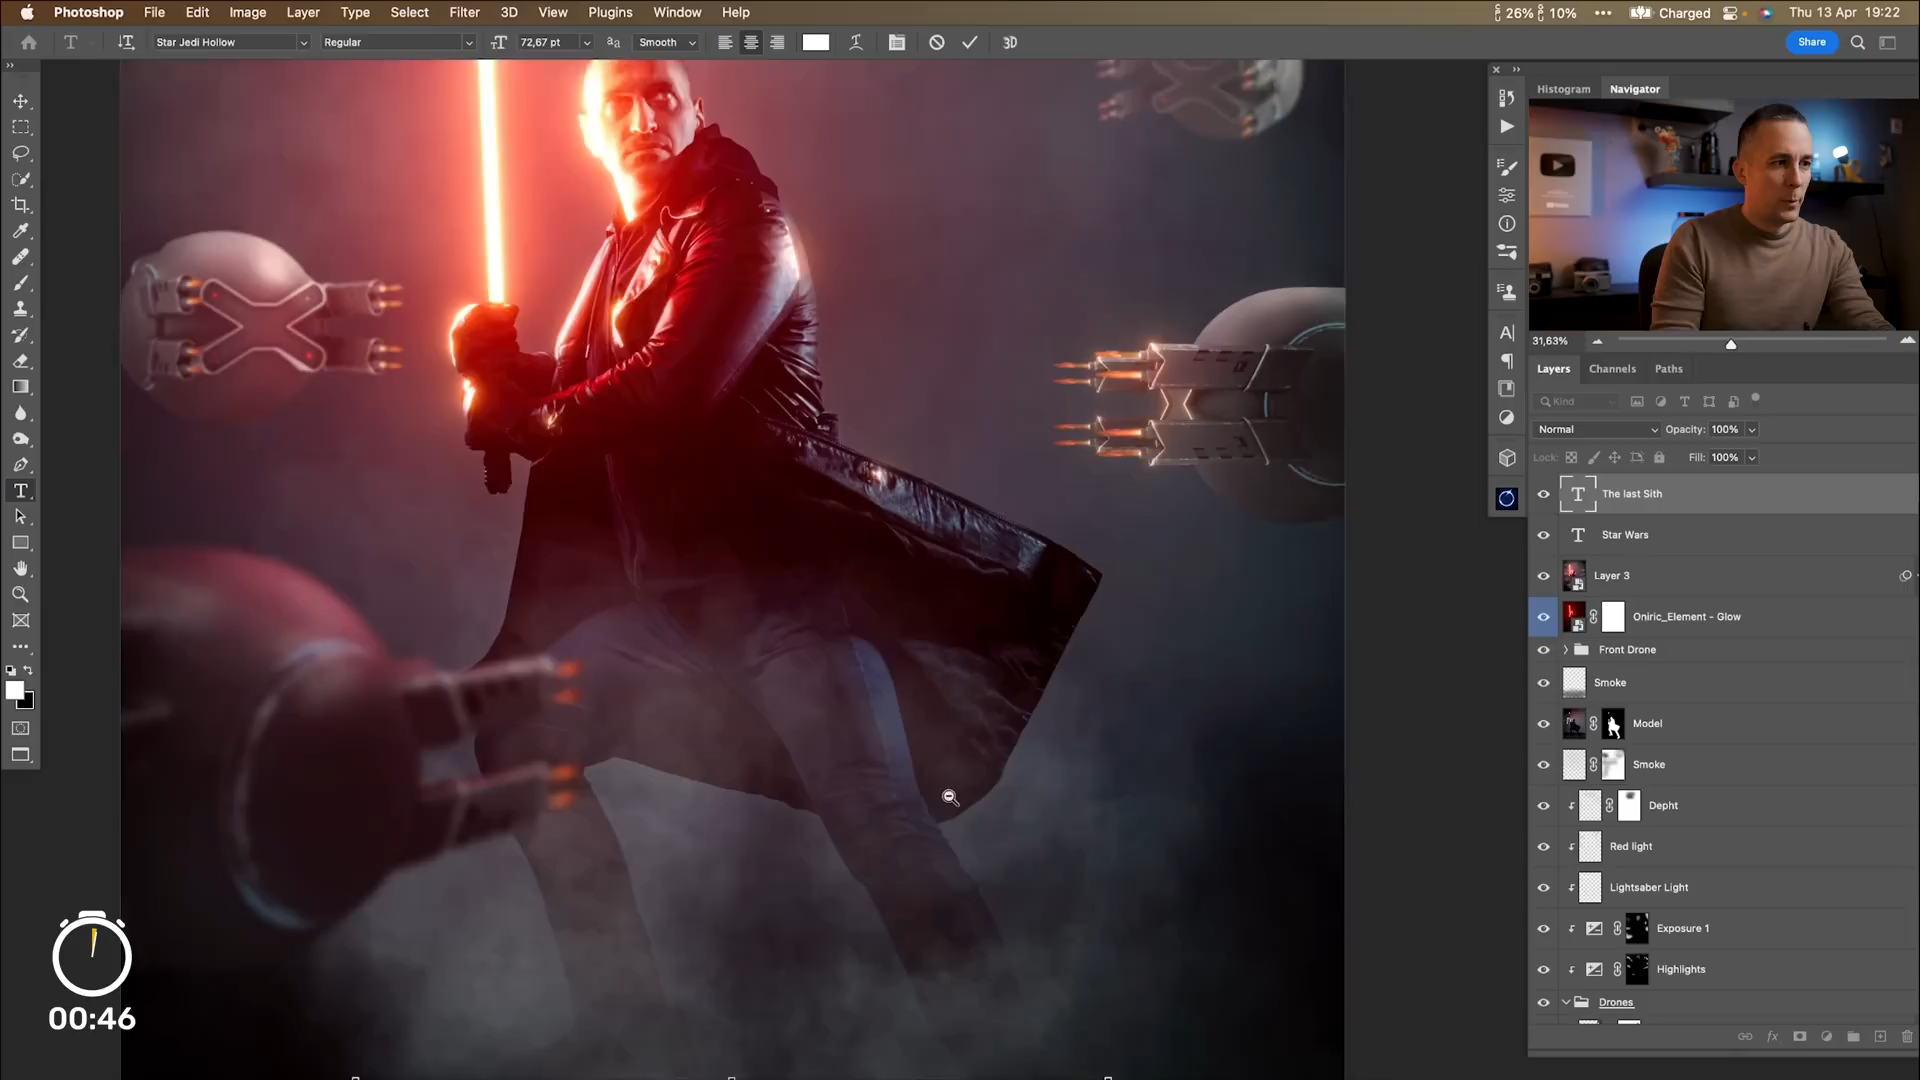 Photoshop File Edit Image Layer Type Select Filter 3D View Plugins Window Help
26% 10% Charged Thu 13 Apr 19:22
Star Jedi Hollow Regular 72,67 pt Smooth 3D Share
Histogram Navigator
31,63%
Layers Channels Paths
Kind
Normal Opacity: 100%
Lock: Fill: 100%
The last Sith
Star Wars
Layer 3
Oniric_Element - Glow
Front Drone
Smoke
Model
Smoke
Depht
Red light
Lightsaber Light
Exposure 1
Highlights
Drones
00:46